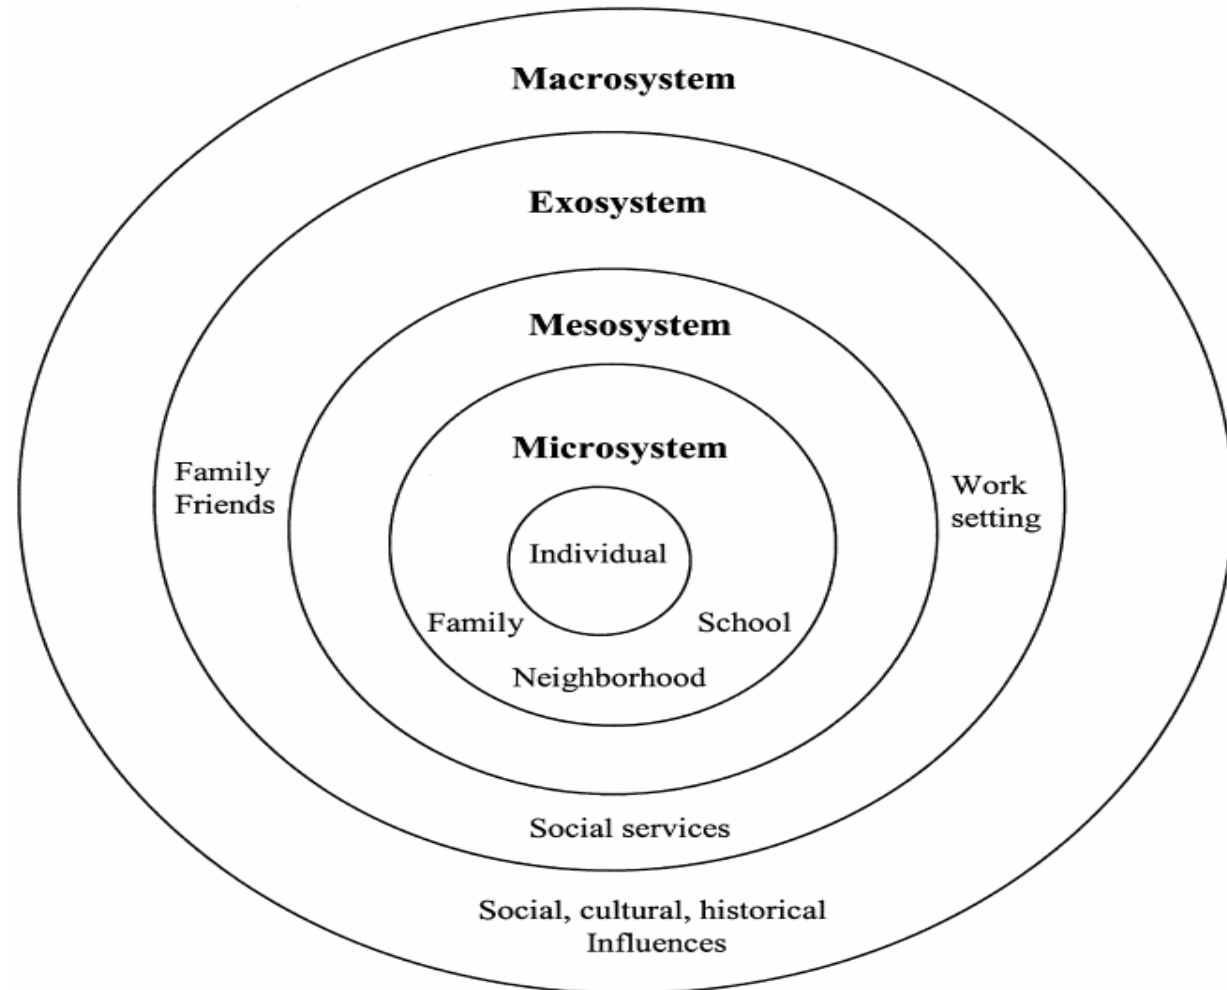 Macrosystem
Exosystem
Mesosystem
Microsystem
Family
Friends
Work
setting
Individual
Family
School
Neighborhood
Social services
Social, cultural, historical
Influences